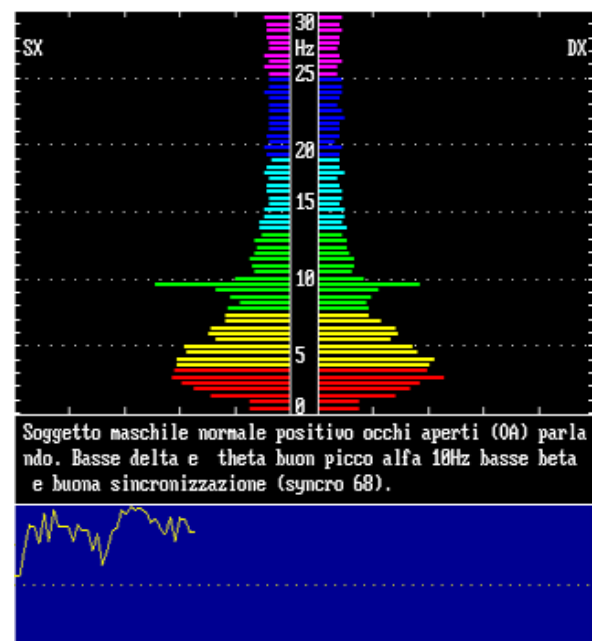 30
SX Hz DX
25
20
15
10
5
0
Soggetto maschile normale positivo occhi aperti (OA) parla
ndo. Basse delta e  theta buon picco alfa 10Hz basse beta
e buona sincronizzazione (syncro 68).